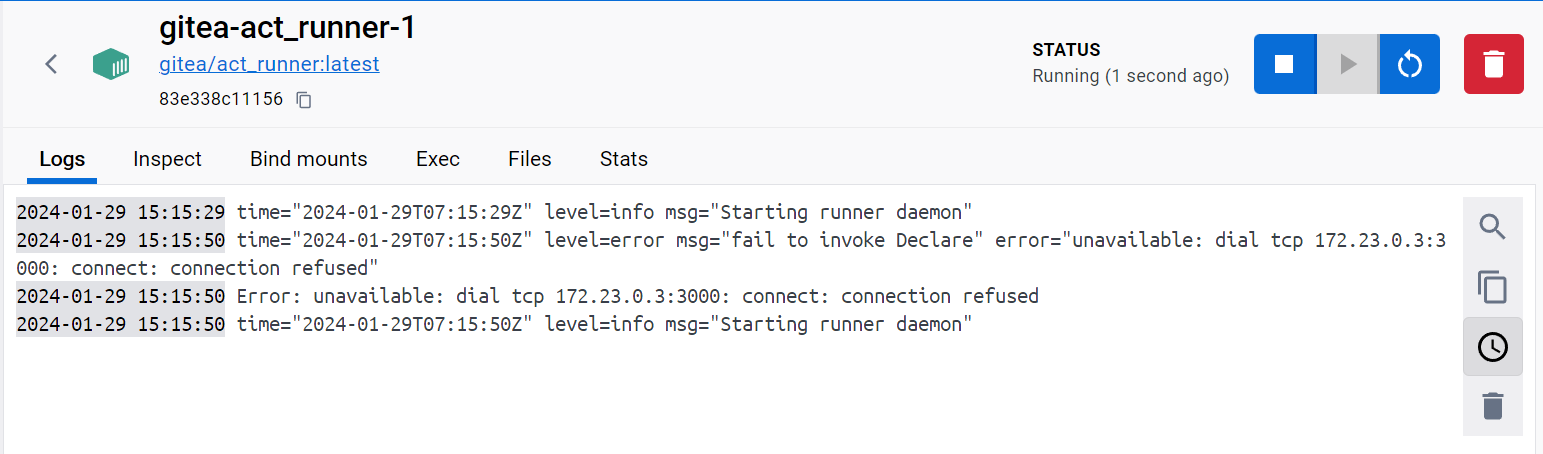 gitea-act_runner-1
gitea/act_runner:latest
83e338c11156
STATUS
Running (1 second ago)
Logs Inspect Bind mounts Exec Files Stats
2024-01-29 15:15:29 time="2024-01-29T07:15:29Z" level=info msg="Starting runner daemon"
2024-01-29 15:15:50 time="2024-01-29T07:15:50Z" level=error msg="fail to invoke Declare" error="unavailable: dial tcp 172.23.0.3:3
000: connect: connection refused"
2024-01-29 15:15:50 Error: unavailable: dial tcp 172.23.0.3:3000: connect: connection refused
2024-01-29 15:15:50 time="2024-01-29T07:15:50Z" level=info msg="Starting runner daemon"